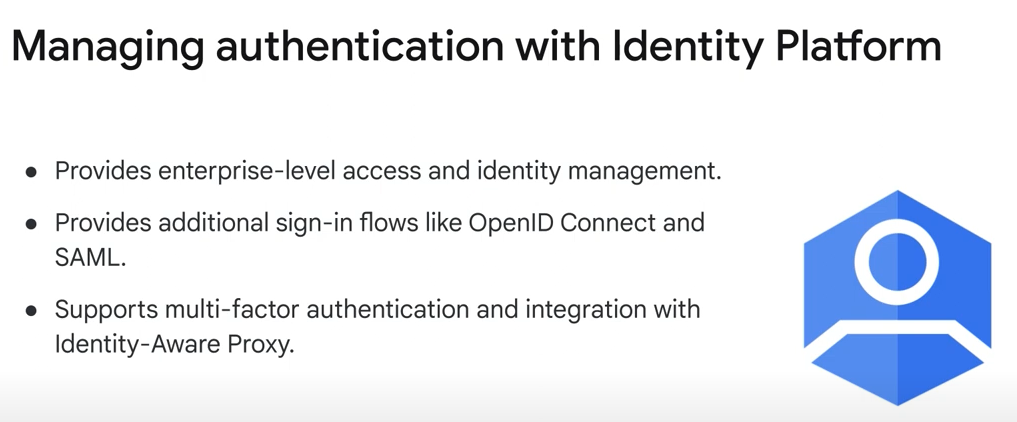 Managing authentication with Identity Platform
● Provides enterprise-level access and identity management.
● Provides additional sign-in flows like OpenID Connect and
SAML.
● Supports multi-factor authentication and integration with
Identity-Aware Proxy.